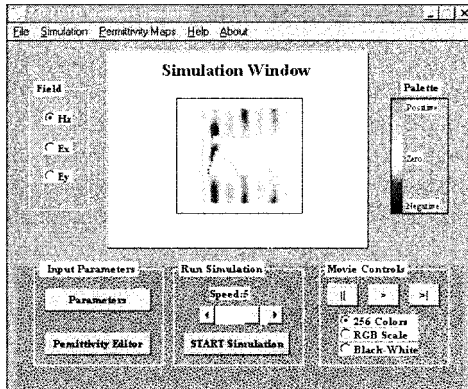 File Simulation Permittivity Maps Help About
Simulation Window
Field
Hz
Ex
Ey
Palette
Positive
Zero
Negative
Input Parameters
Parameters
Permittivity Editor
Run Simulation
Speed:5
START Simulation
Movie Controls
|| > >|
256 Colors
RGB Scale
Black-White